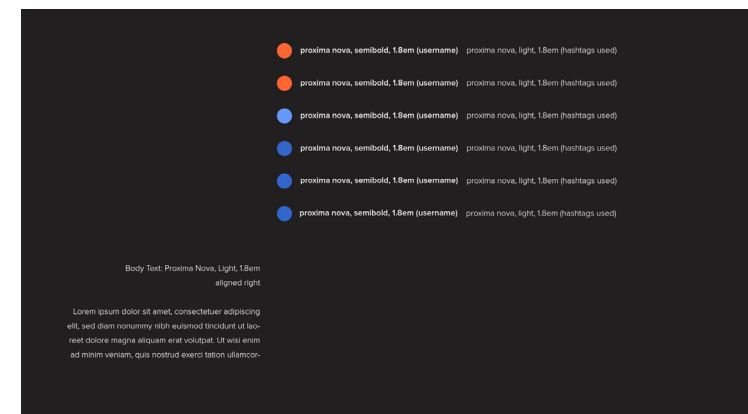 proxima nova, semibold, 1.8em (username) proxima nova, light, 1.8em (hashtags used)
proxima nova, semibold, 1.8em (username) proxima nova, light, 1.8em (hashtags used)
proxima nova, semibold, 1.8em (username) proxima nova, light, 1.8em (hashtags used)
proxima nova, semibold, 1.8em (username) proxima nova, light, 1.8em (hashtags used)
proxima nova, semibold, 1.8em (username) proxima nova, light, 1.8em (hashtags used)
proxima nova, semibold, 1.8em (username) proxima nova, light, 1.8em (hashtags used)
Body Text: Proxima Nova, Light, 1.8em
aligned right
Lorem ipsum dolor sit amet, consectetuer adipiscing
elit, sed diam nonummy nibh euismod tincidunt ut lao-
reet dolore magna aliquam erat volutpat. Ut wisi enim
ad minim veniam, quis nostrud exerci tation ullamcor-